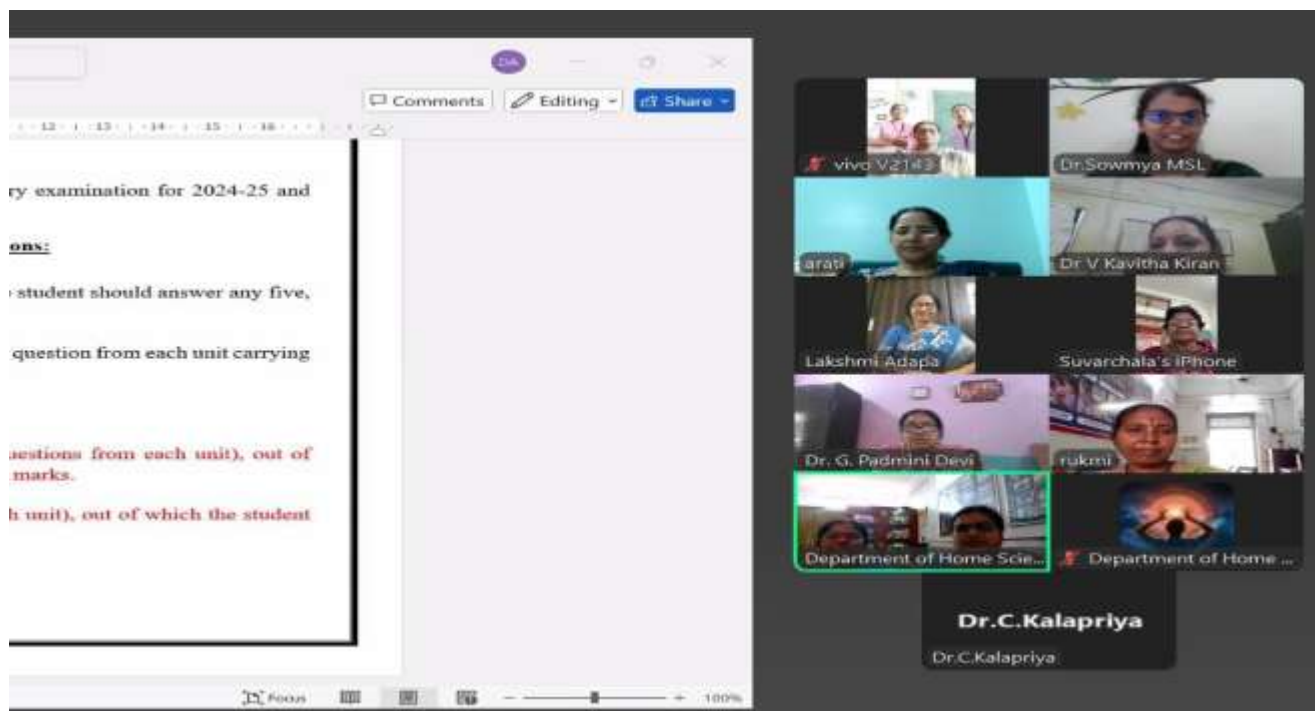 DA
Comments
Editing
Share
12 13 14 15 16
ry examination for 2024-25 and
ons:
student should answer any five,
question from each unit carrying
uestions from each unit), out of
marks.
h unit), out of which the student
Focus
100%
vivo V2143
Dr.Sowmya MSL
arati
Dr V Kavitha Kiran
Lakshmi Adapa
Suvarchala's iPhone
Dr. G. Padmini Devi
rukmi
Department of Home Scie...
Department of Home ...
Dr.C.Kalapriya
Dr.C.Kalapriya